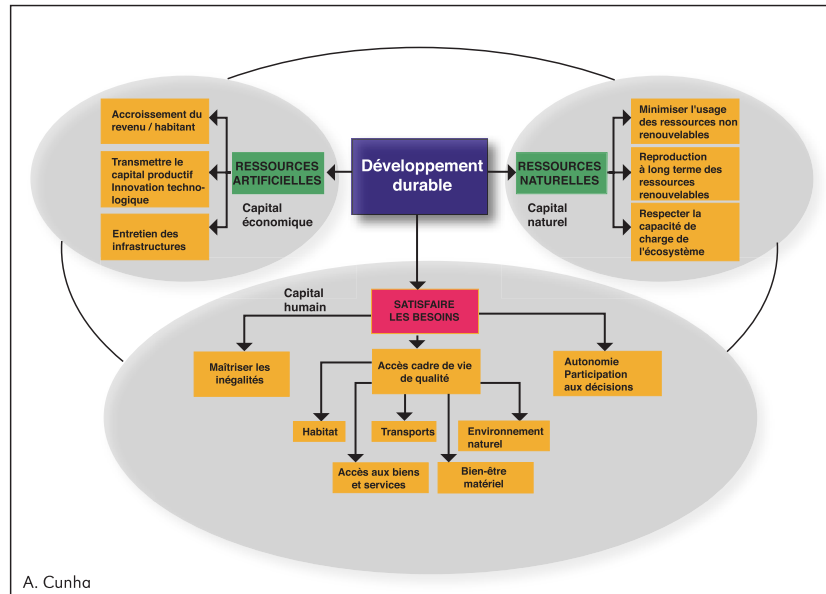 Accroissement du
revenu / habitant
Transmettre le
capital productif
Innovation techno-
logique
Entretien des
infrastructures
RESSOURCES
ARTIFICIELLES
Capital
économique
Développement
durable
RESSOURCES
NATURELLES
Capital
naturel
Minimiser l'usage
des ressources non
renouvelables
Reproduction
à long terme des
ressources
renouvelables
Respecter la
capacité de
charge de
l'écosystème
Capital
humain
SATISFAIRE
LES BESOINS
Maîtriser les
inégalités
Accès cadre de vie
de qualité
Autonomie
Participation
aux décisions
Habitat
Transports
Environnement
naturel
Accès aux biens
et services
Bien-être
matériel
A. Cunha